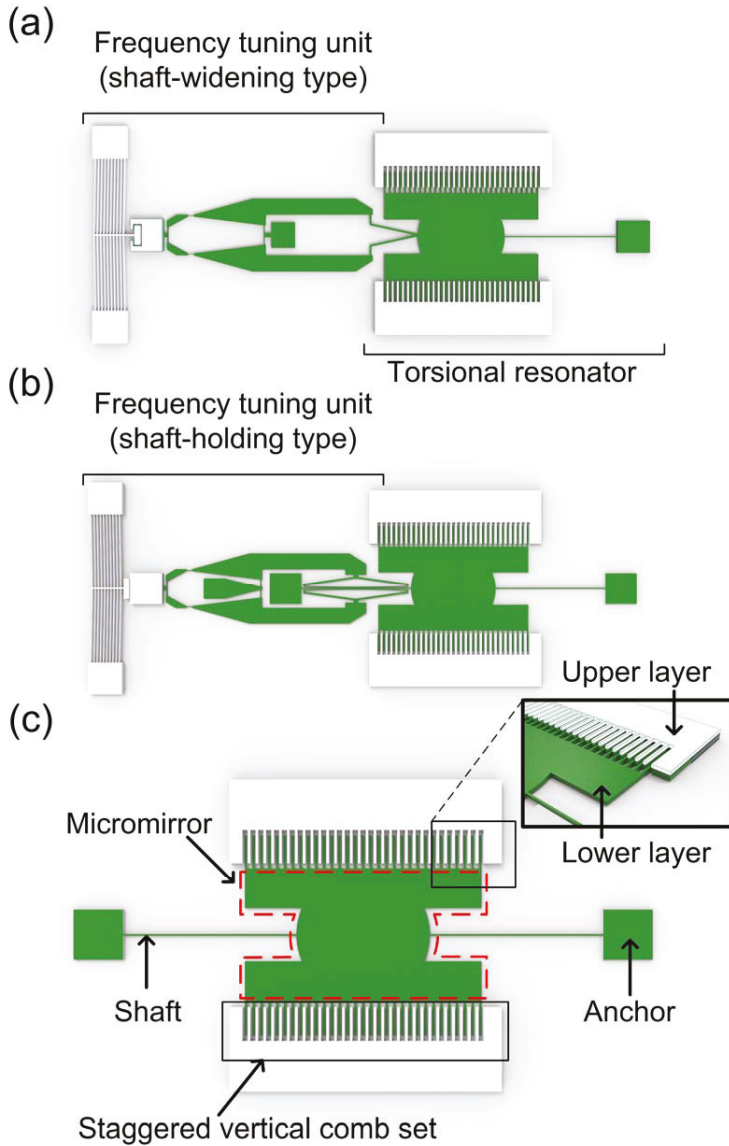 (a)
Frequency tuning unit
(shaft-widening type)
Torsional resonator
(b)
Frequency tuning unit
(shaft-holding type)
(c)
Upper layer
Lower layer
Micromirror
Shaft
Anchor
Staggered vertical comb set